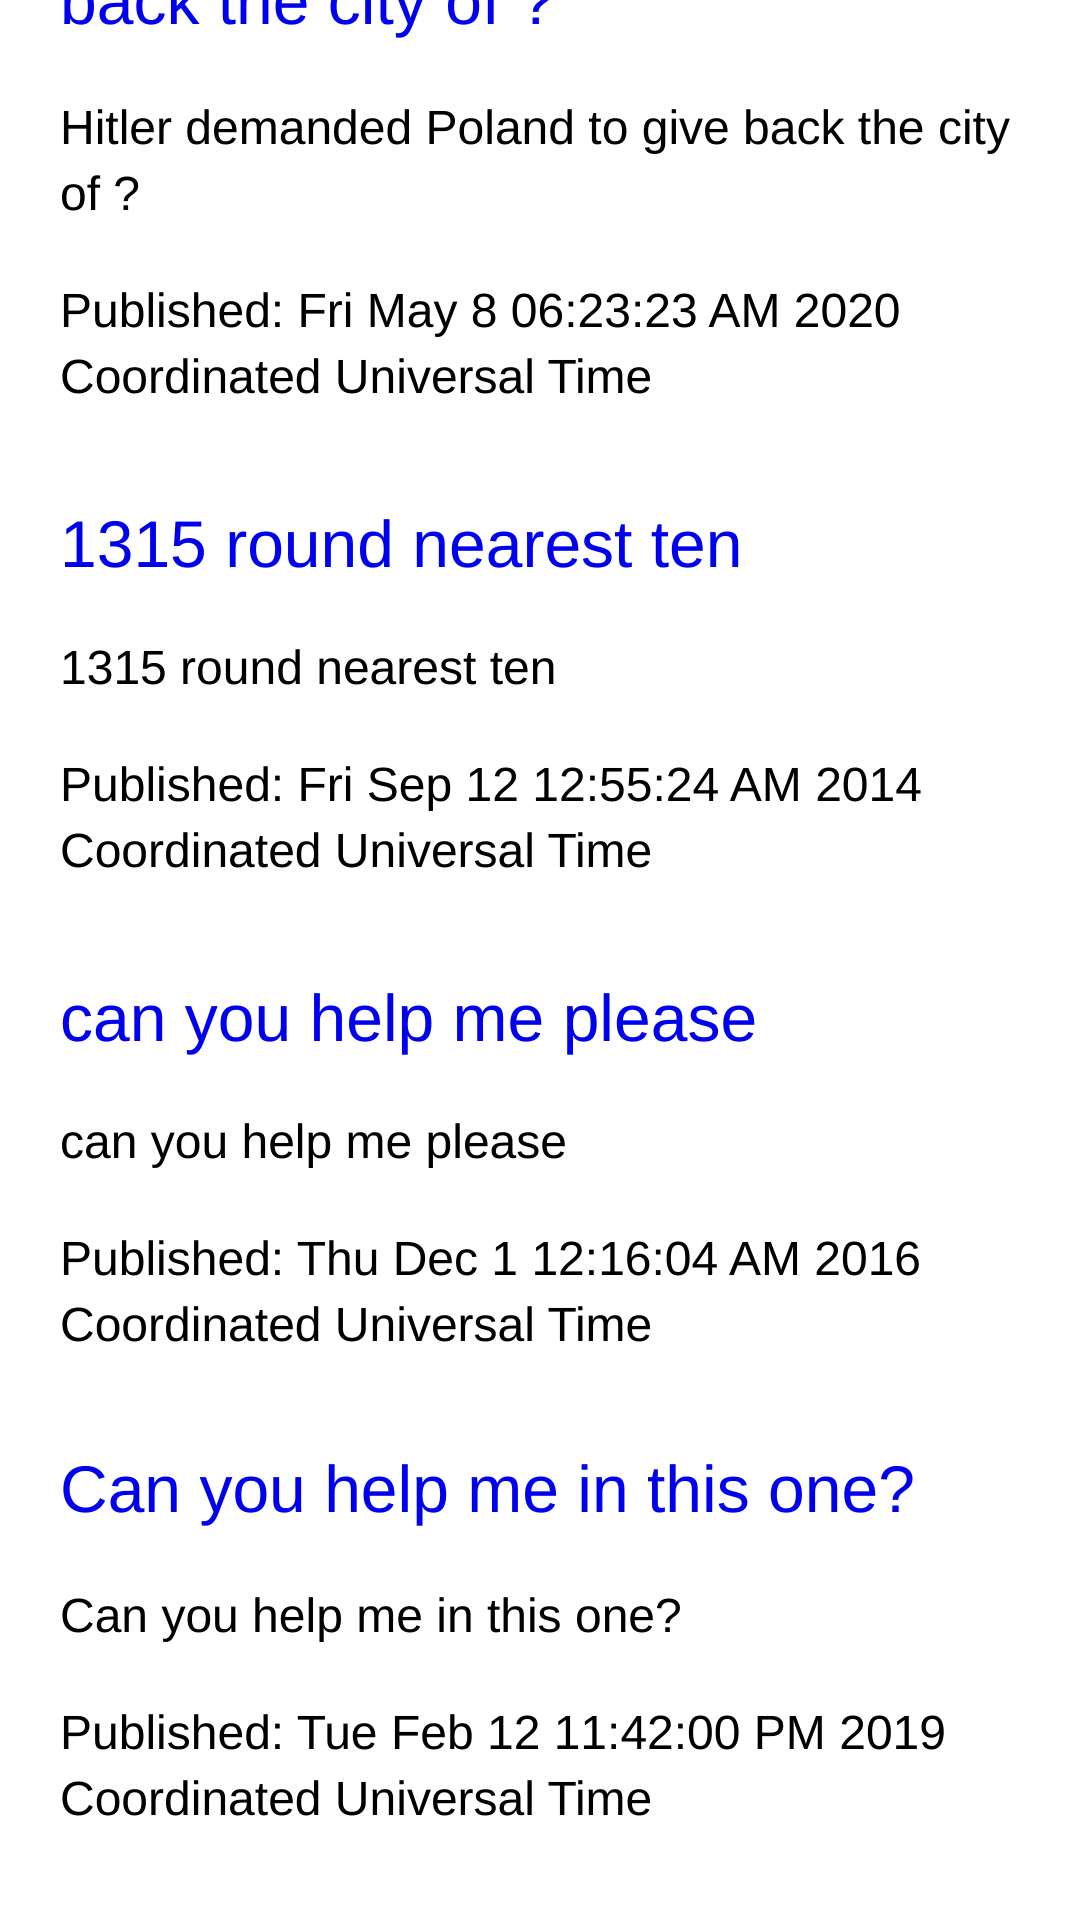 back the city of ?
Hitler demanded Poland to give back the city
of ?
Published: Fri May 8 06:23:23 AM 2020
Coordinated Universal Time
1315 round nearest ten
1315 round nearest ten
Published: Fri Sep 12 12:55:24 AM 2014
Coordinated Universal Time
can you help me please
can you help me please
Published: Thu Dec 1 12:16:04 AM 2016
Coordinated Universal Time
Can you help me in this one?
Can you help me in this one?
Published: Tue Feb 12 11:42:00 PM 2019
Coordinated Universal Time